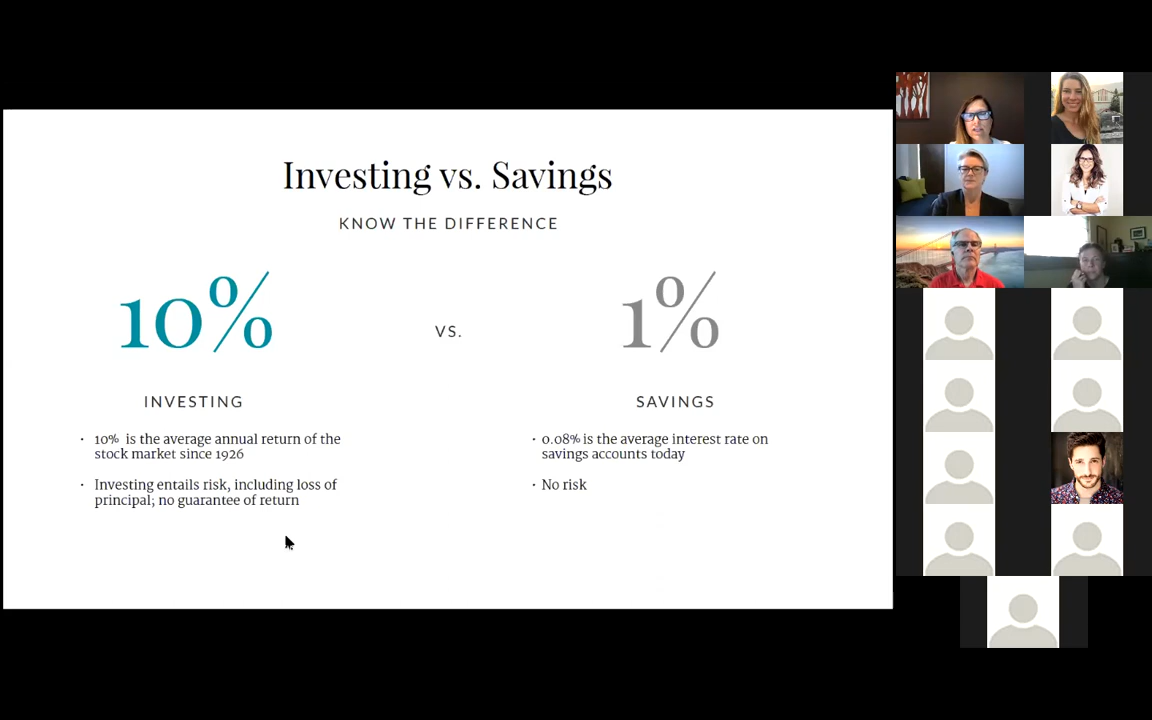 Investing vs. Savings
KNOW THE DIFFERENCE
10%
VS.
1%
INVESTING
SAVINGS
· 10% is the average annual return of the
stock market since 1926
· Investing entails risk, including loss of
principal; no guarantee of return
· 0.08% is the average interest rate on
savings accounts today
· No risk